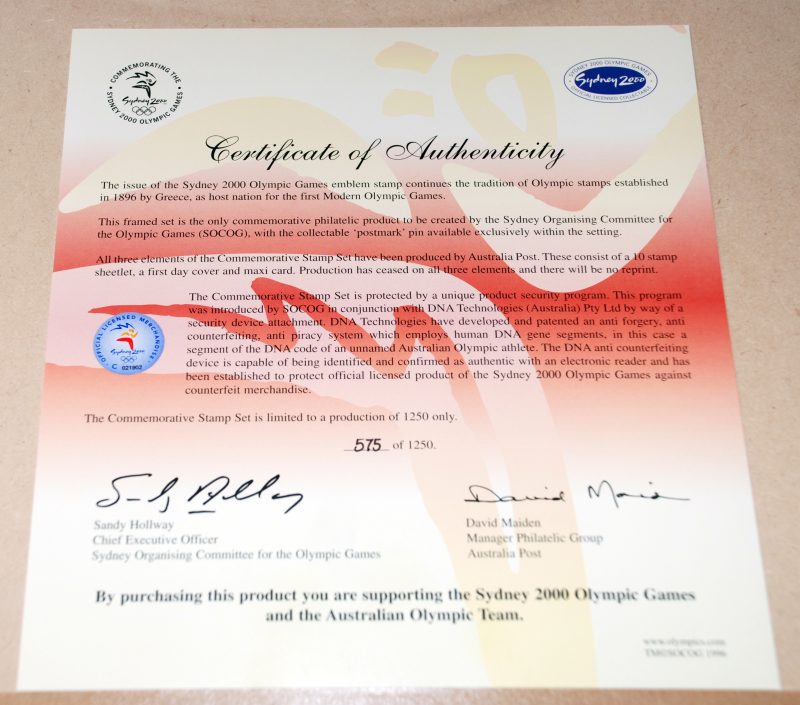 • COMMEMORATING THE •
Sydney 2000
SYDNEY 2000 OLYMPIC GAMES
SYDNEY 2000 OLYMPIC GAMES
Sydney 2000
OFFICIAL LICENSED COLLECTABLE
Certificate of Authenticity
The issue of the Sydney 2000 Olympic Games emblem stamp continues the tradition of Olympic stamps established
in 1896 by Greece, as host nation for the first Modern Olympic Games.
This framed set is the only commemorative philatelic product to be created by the Sydney Organising Committee for
the Olympic Games (SOCOG), with the collectable 'postmark' pin available exclusively within the setting.
All three elements of the Commemorative Stamp Set have been produced by Australia Post. These consist of a 10 stamp
sheetlet, a first day cover and maxi card. Production has ceased on all three elements and there will be no reprint.
The Commemorative Stamp Set is protected by a unique product security program. This program
was introduced by SOCOG in conjunction with DNA Technologies (Australia) Pty Ltd by way of a
security device attachment. DNA Technologies have developed and patented an anti forgery, anti
counterfeiting, anti piracy system which employs human DNA gene segments, in this case a
segment of the DNA code of an unnamed Australian Olympic athlete. The DNA anti counterfeiting
device is capable of being identified and confirmed as authentic with an electronic reader and has
been established to protect official licensed product of the Sydney 2000 Olympic Games against
counterfeit merchandise.
• OFFICIAL LICENSED MERCHANDISE •
Sydney 2000
C 021902
The Commemorative Stamp Set is limited to a production of 1250 only.
575 of 1250.
Sandy Hollway
Chief Executive Officer
Sydney Organising Committee for the Olympic Games
David Maiden
David Maiden
Manager Philatelic Group
Australia Post
By purchasing this product you are supporting the Sydney 2000 Olympic Games
and the Australian Olympic Team.
www.olympics.com
TM©SOCOG 1996